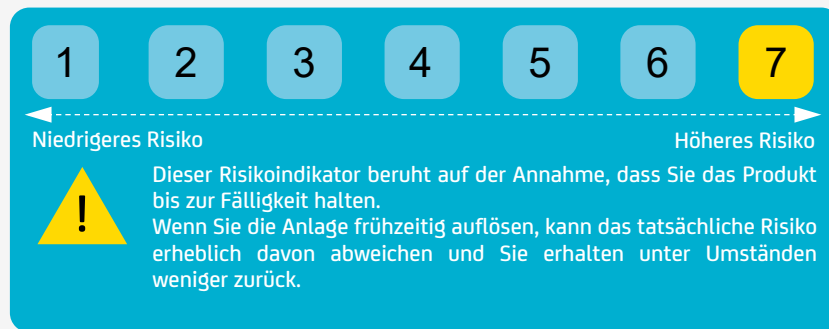 1 2 3 4 5 6 7
Niedrigeres Risiko Höheres Risiko
Dieser Risikoindikator beruht auf der Annahme, dass Sie das Produkt
bis zur Fälligkeit halten.
!
Wenn Sie die Anlage frühzeitig auflösen, kann das tatsächliche Risiko
erheblich davon abweichen und Sie erhalten unter Umständen
weniger zurück.